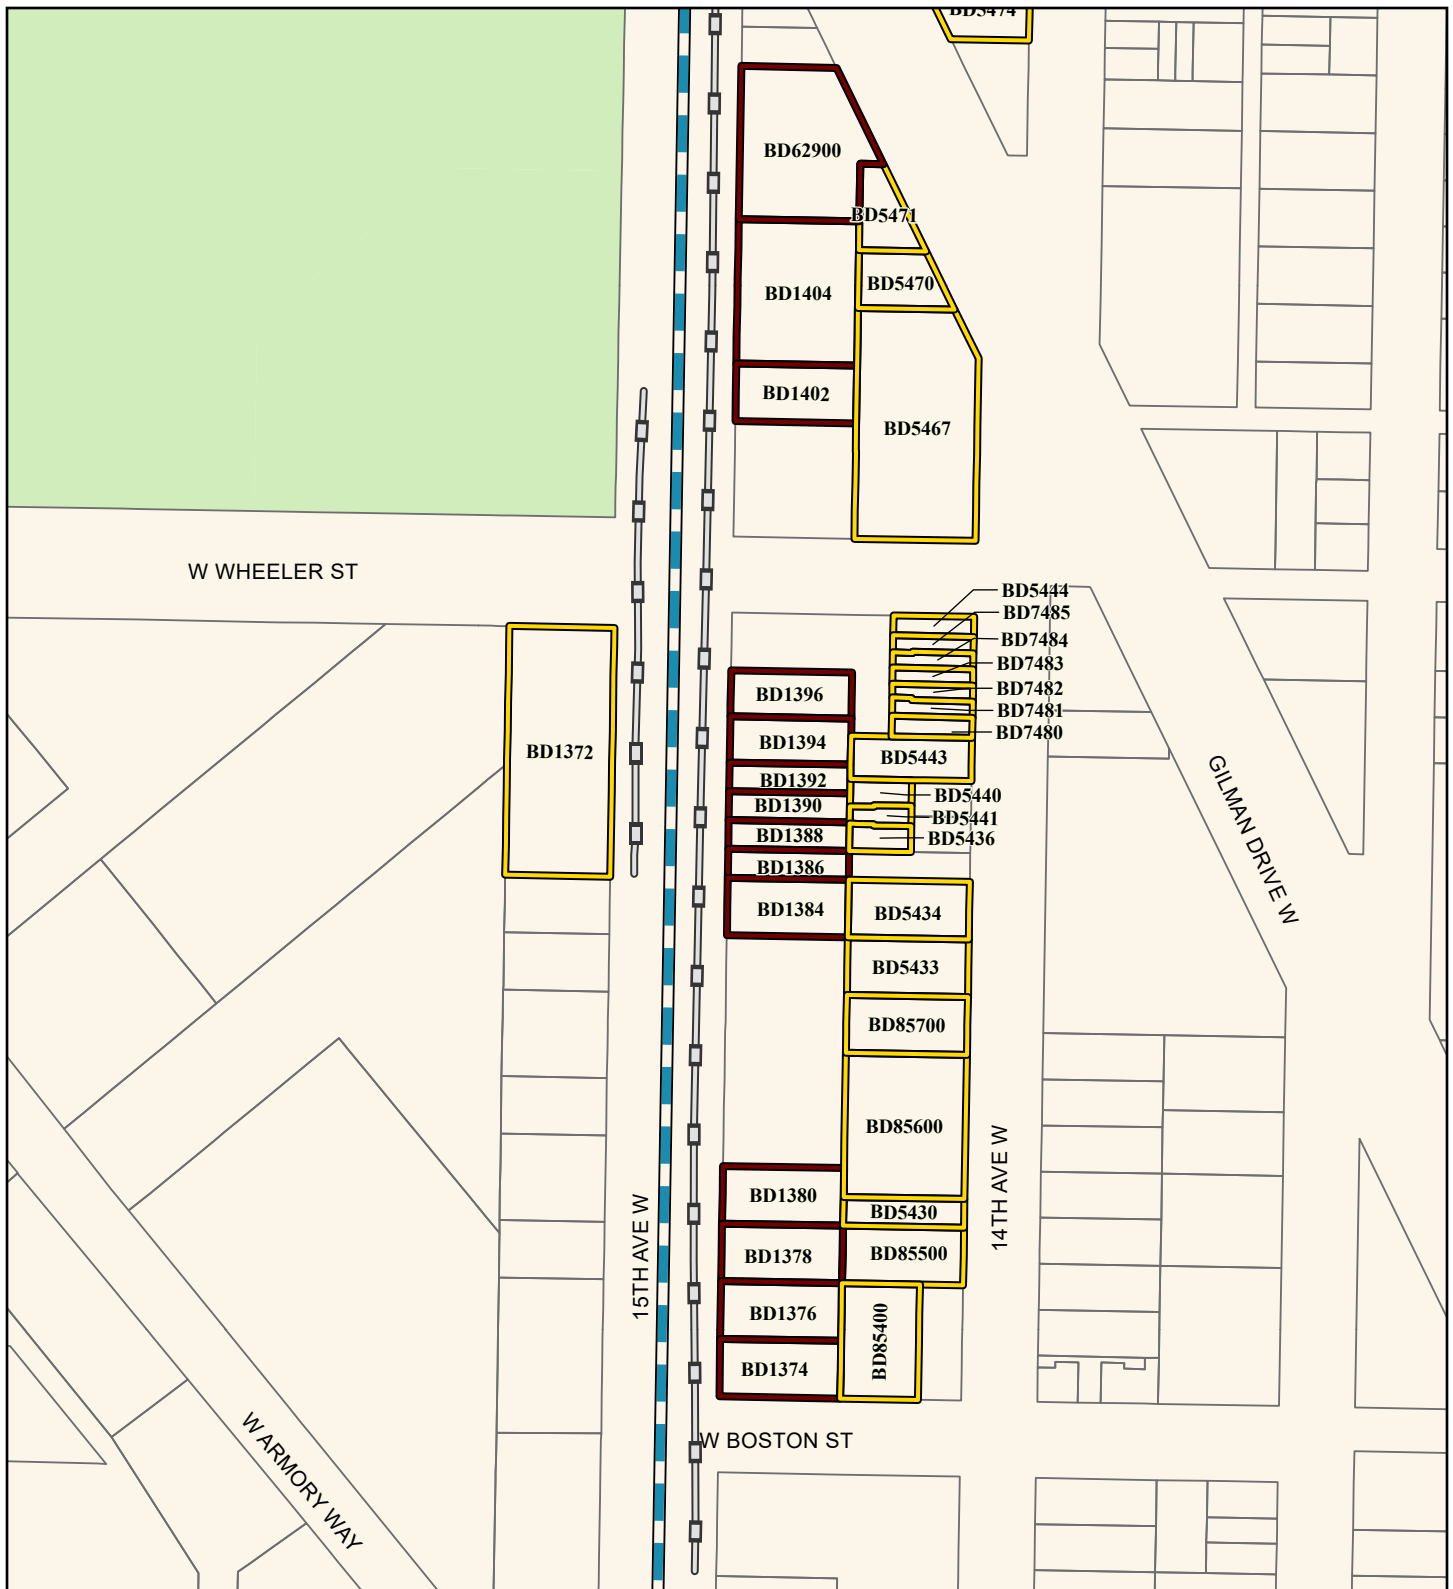 BD5474
BD62900
BD5471
BD5470
BD1404
BD1402
BD5467
W WHEELER ST
BD5444
BD7485
BD7484
BD7483
BD7482
BD7481
BD7480
BD1396
BD1394
BD1372
BD5443
BD1392
BD5440
BD1390
BD5441
BD1388
BD5436
BD1386
GILMAN DRIVE W
BD1384
BD5434
BD5433
BD85700
BD85600
14TH AVE W
BD1380
BD5430
15TH AVE W
BD1378
BD85500
BD1376
BD85400
BD1374
W BOSTON ST
W ARMORY WAY